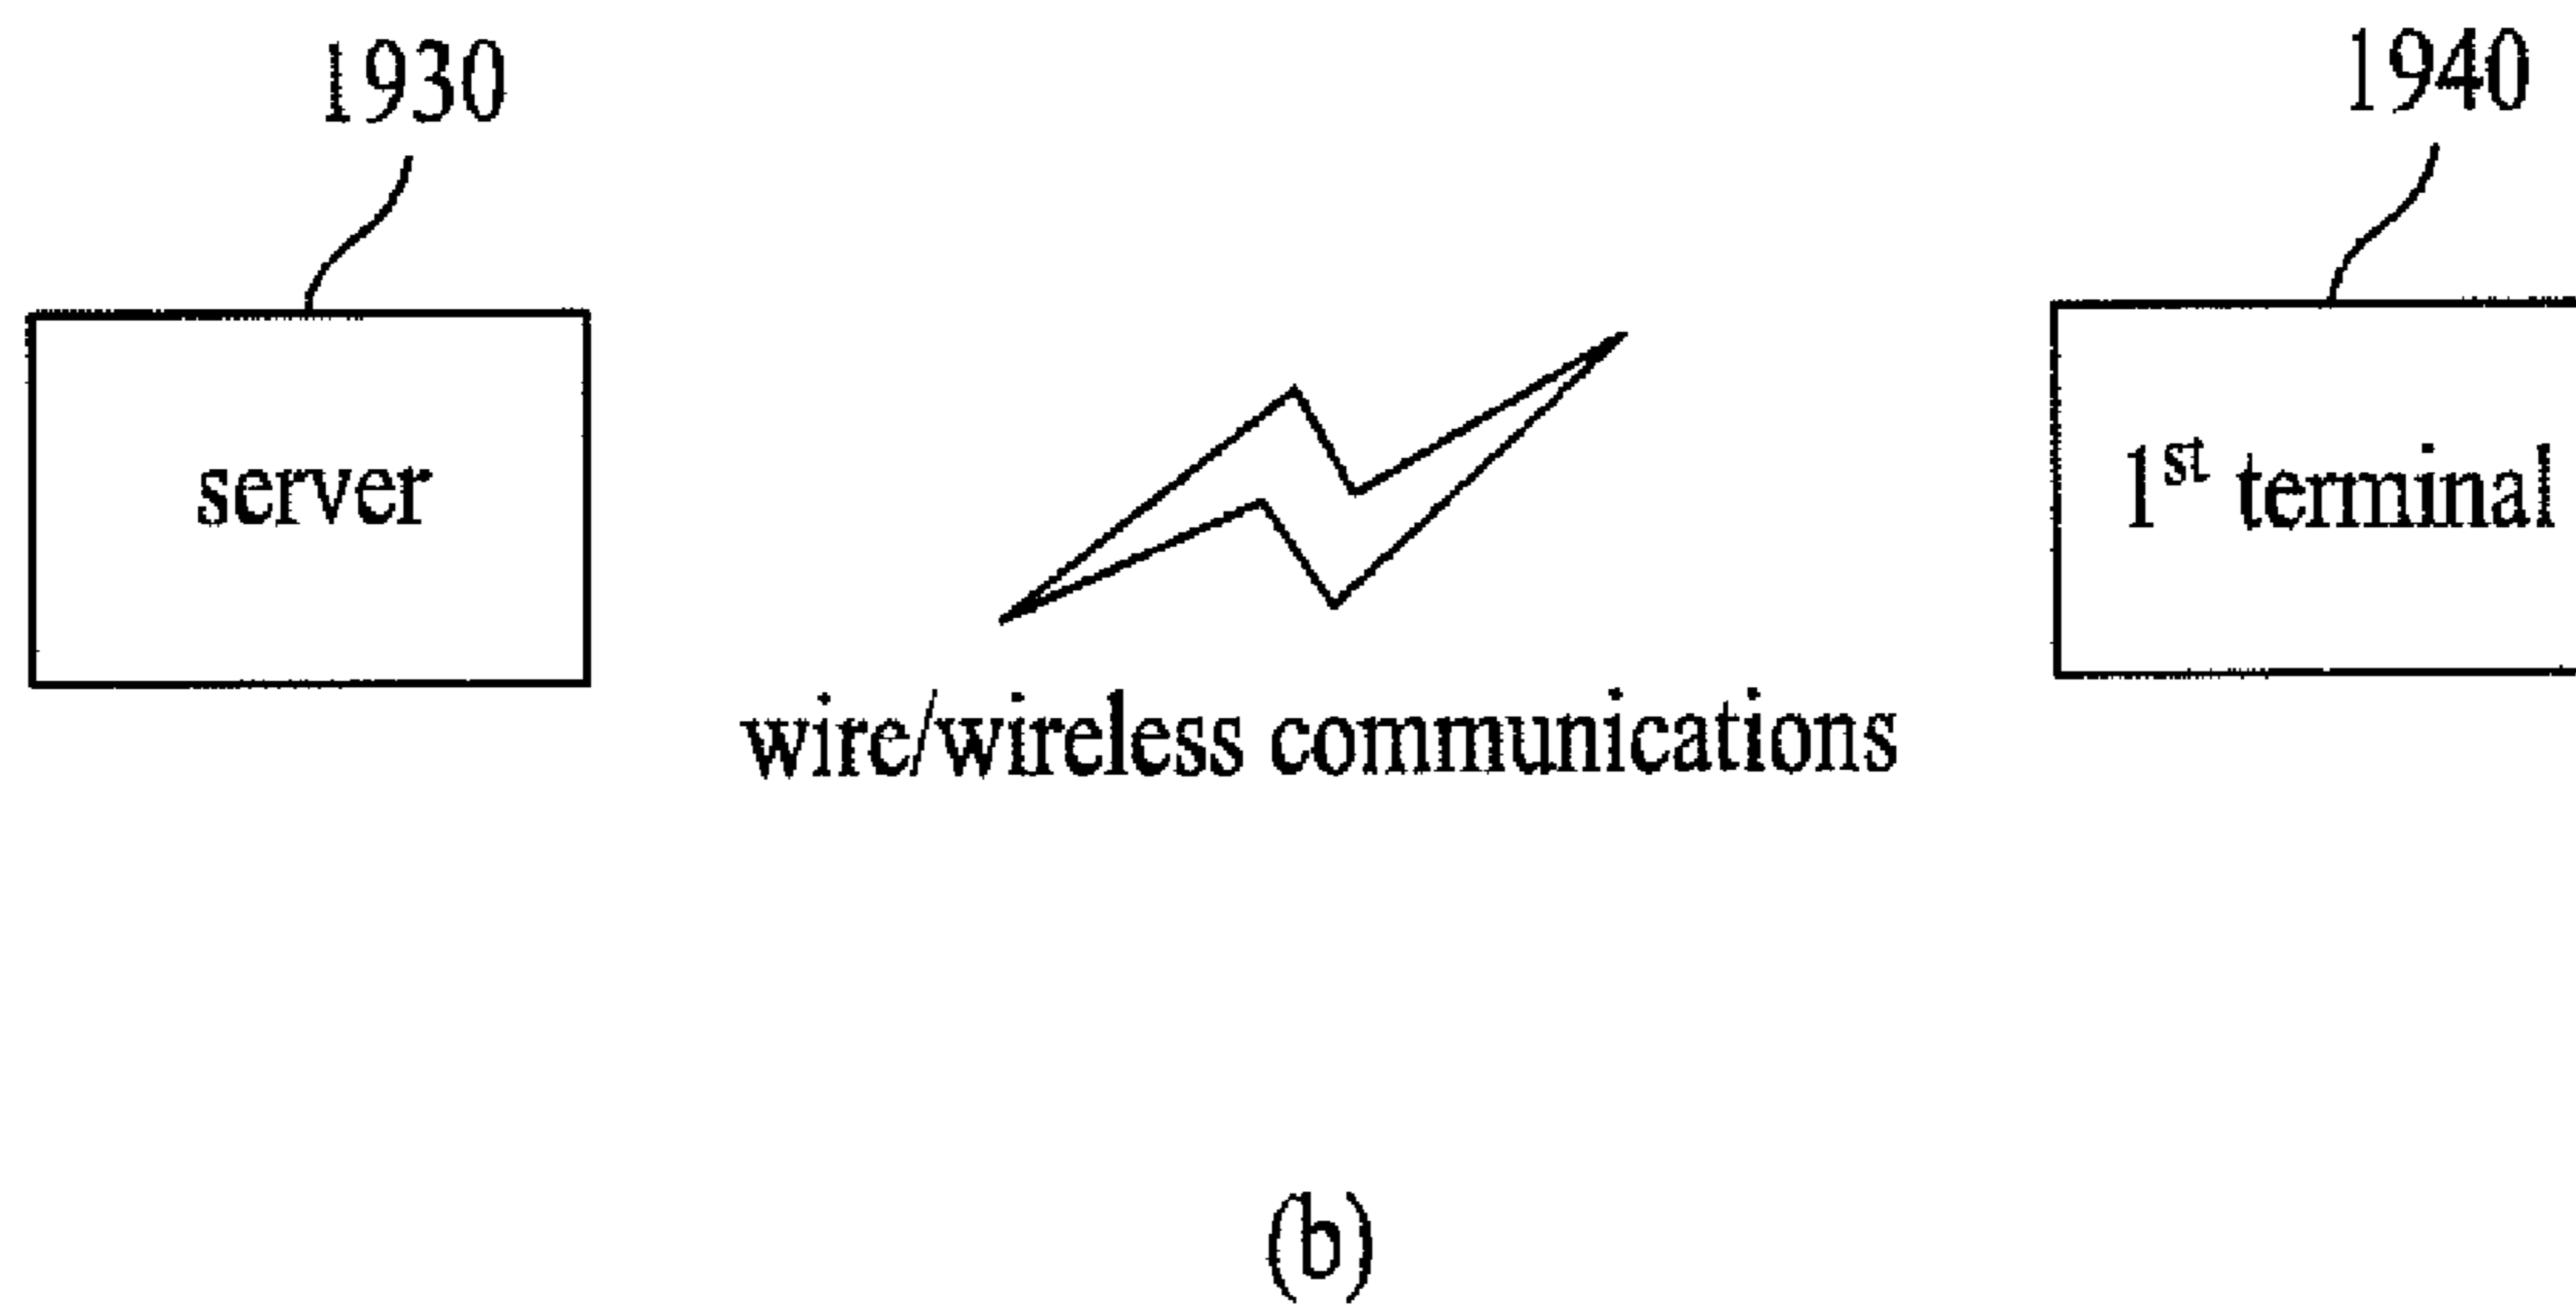 1930
1940
server
1st terminal
wire/wireless communications
(b)